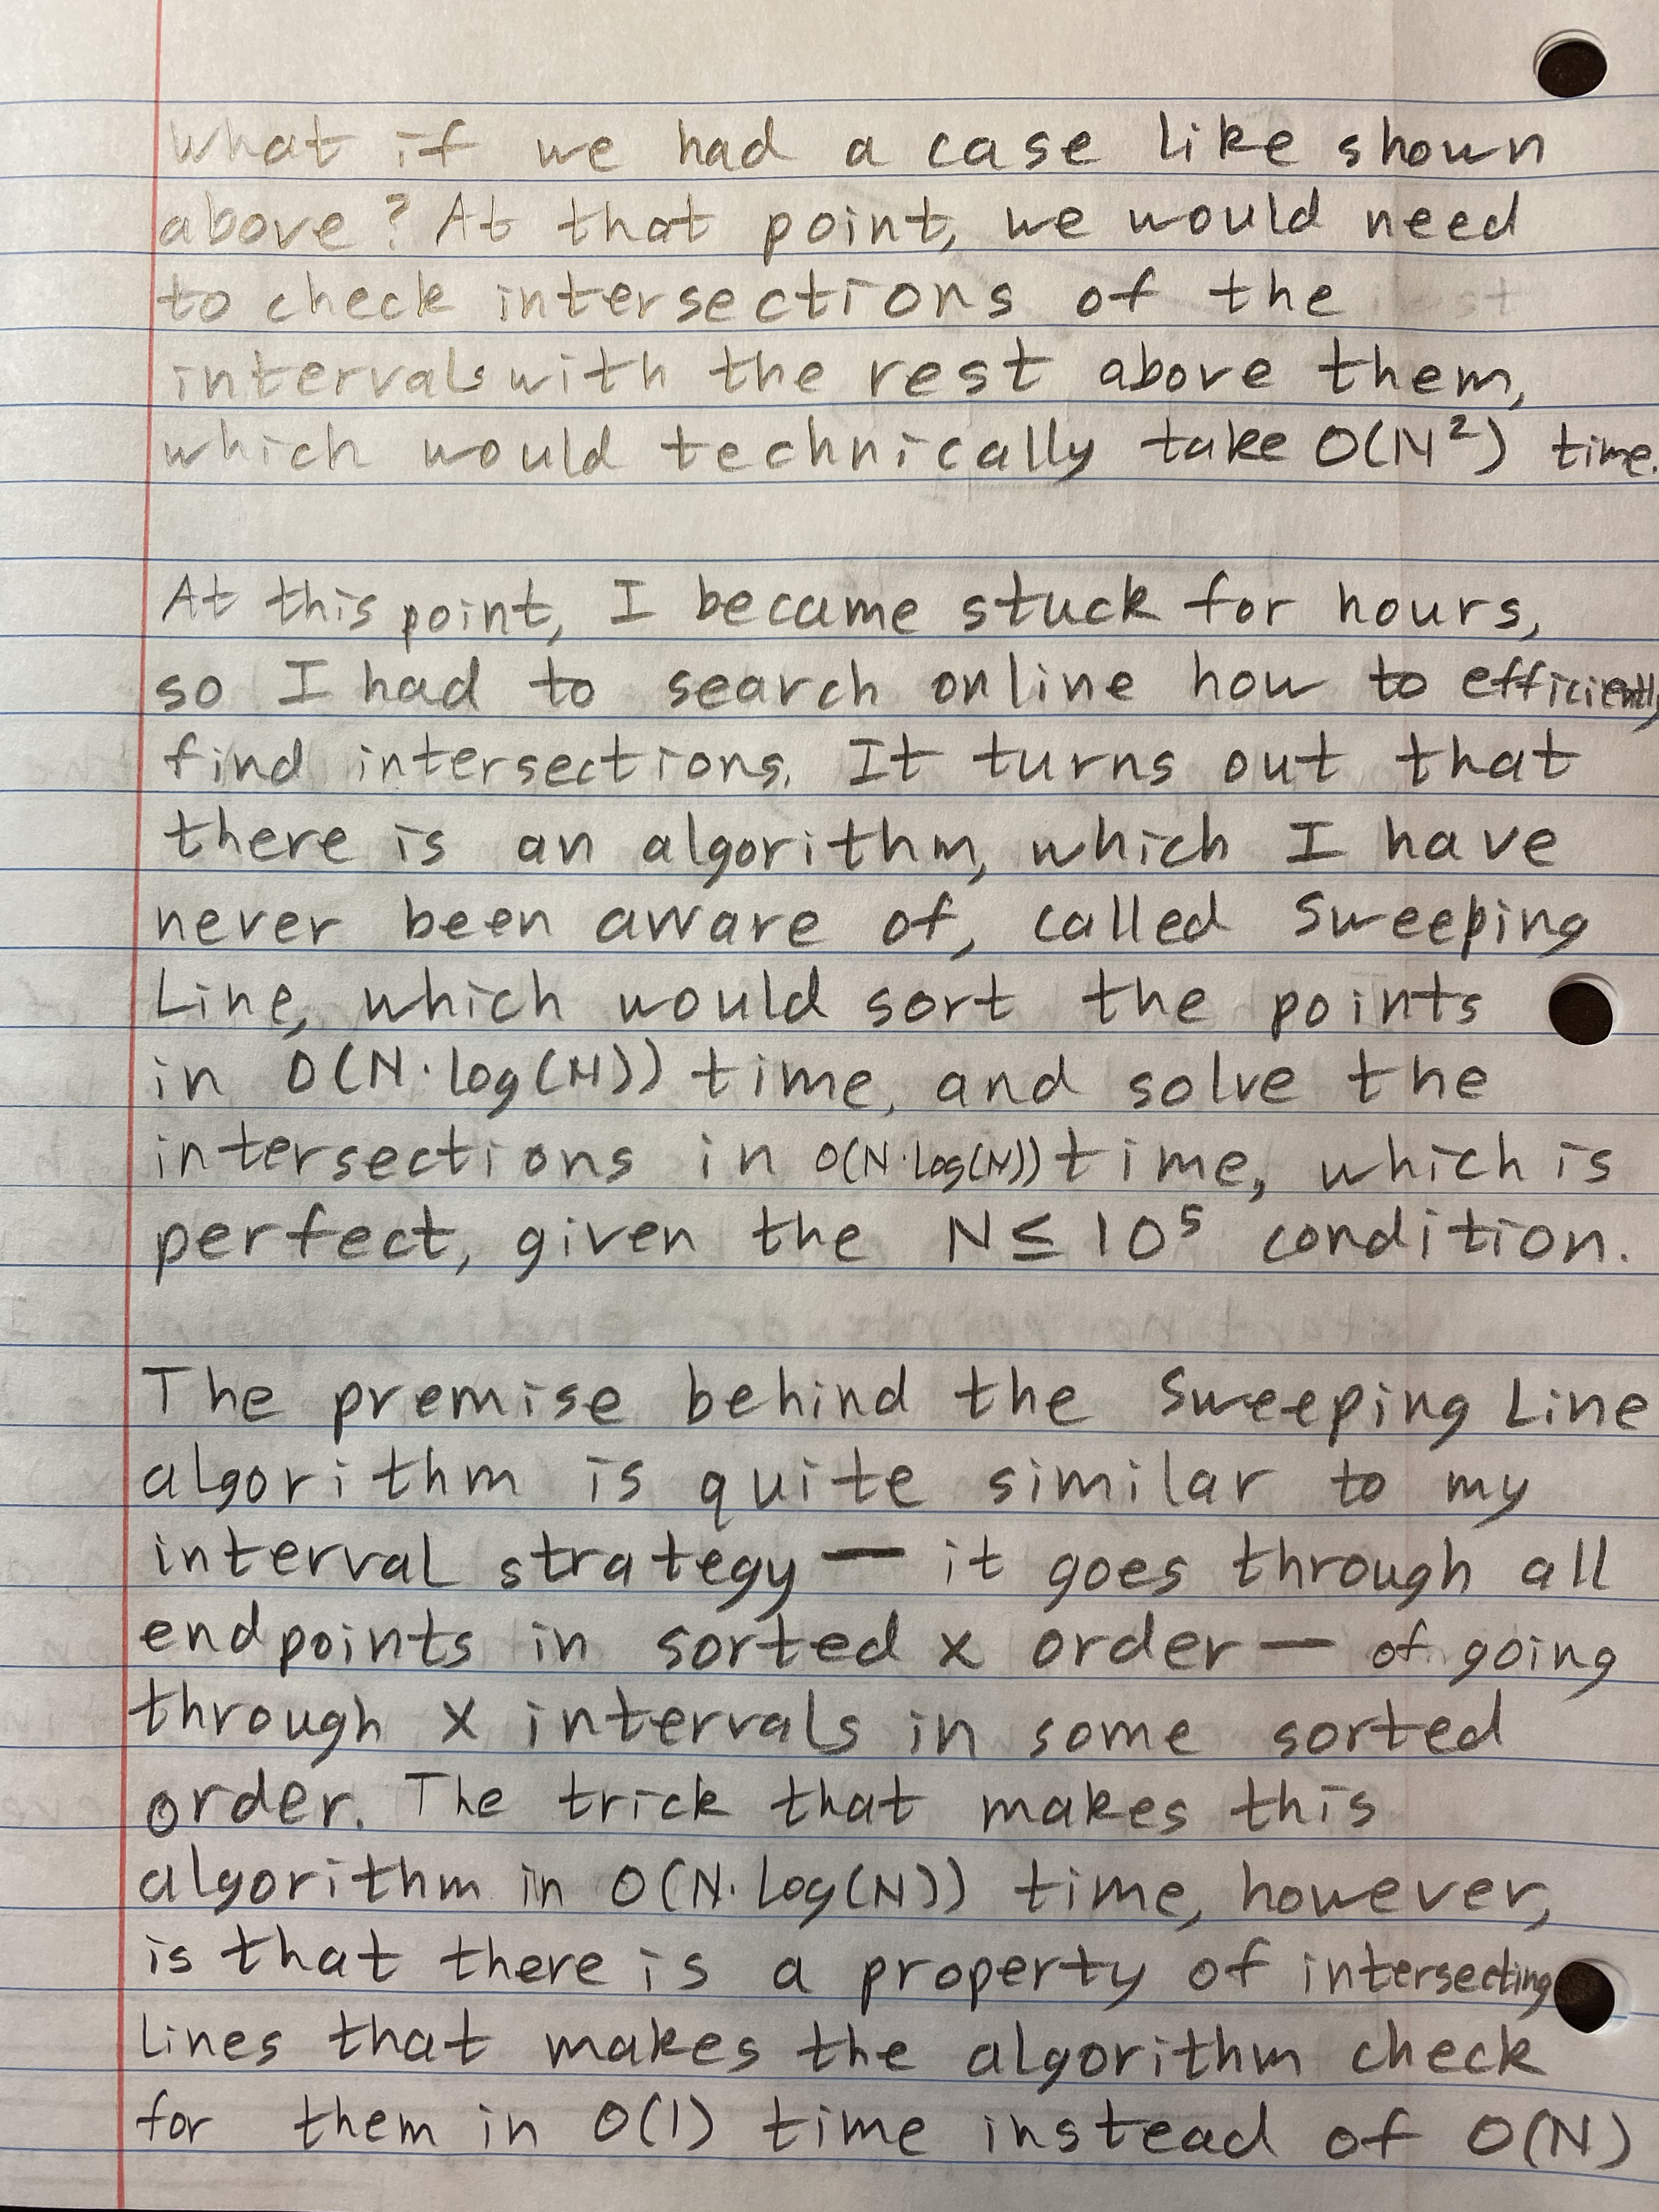 What if we had a case like shown
above? At that point, we would need
to check intersections of the
intervals with the rest above them,
which would technically take O(N²) time.
At this point, I became stuck for hours,
so I had to search online how to efficiently
find intersections. It turns out that
there is an algorithm, which I have
never been aware of, called Sweeping
Line, which would sort the points
in O(N·log(N)) time, and solve the
intersections in O(N·log(N)) time, which is
perfect, given the N≤10⁵ condition.
The premise behind the Sweeping Line
algorithm is quite similar to my
interval strategy — it goes through all
endpoints in sorted x order — of going
through x intervals in some sorted
order. The trick that makes this
algorithm in O(N·log(N)) time, however,
is that there is a property of intersecting
lines that makes the algorithm check
for them in O(1) time instead of O(N)